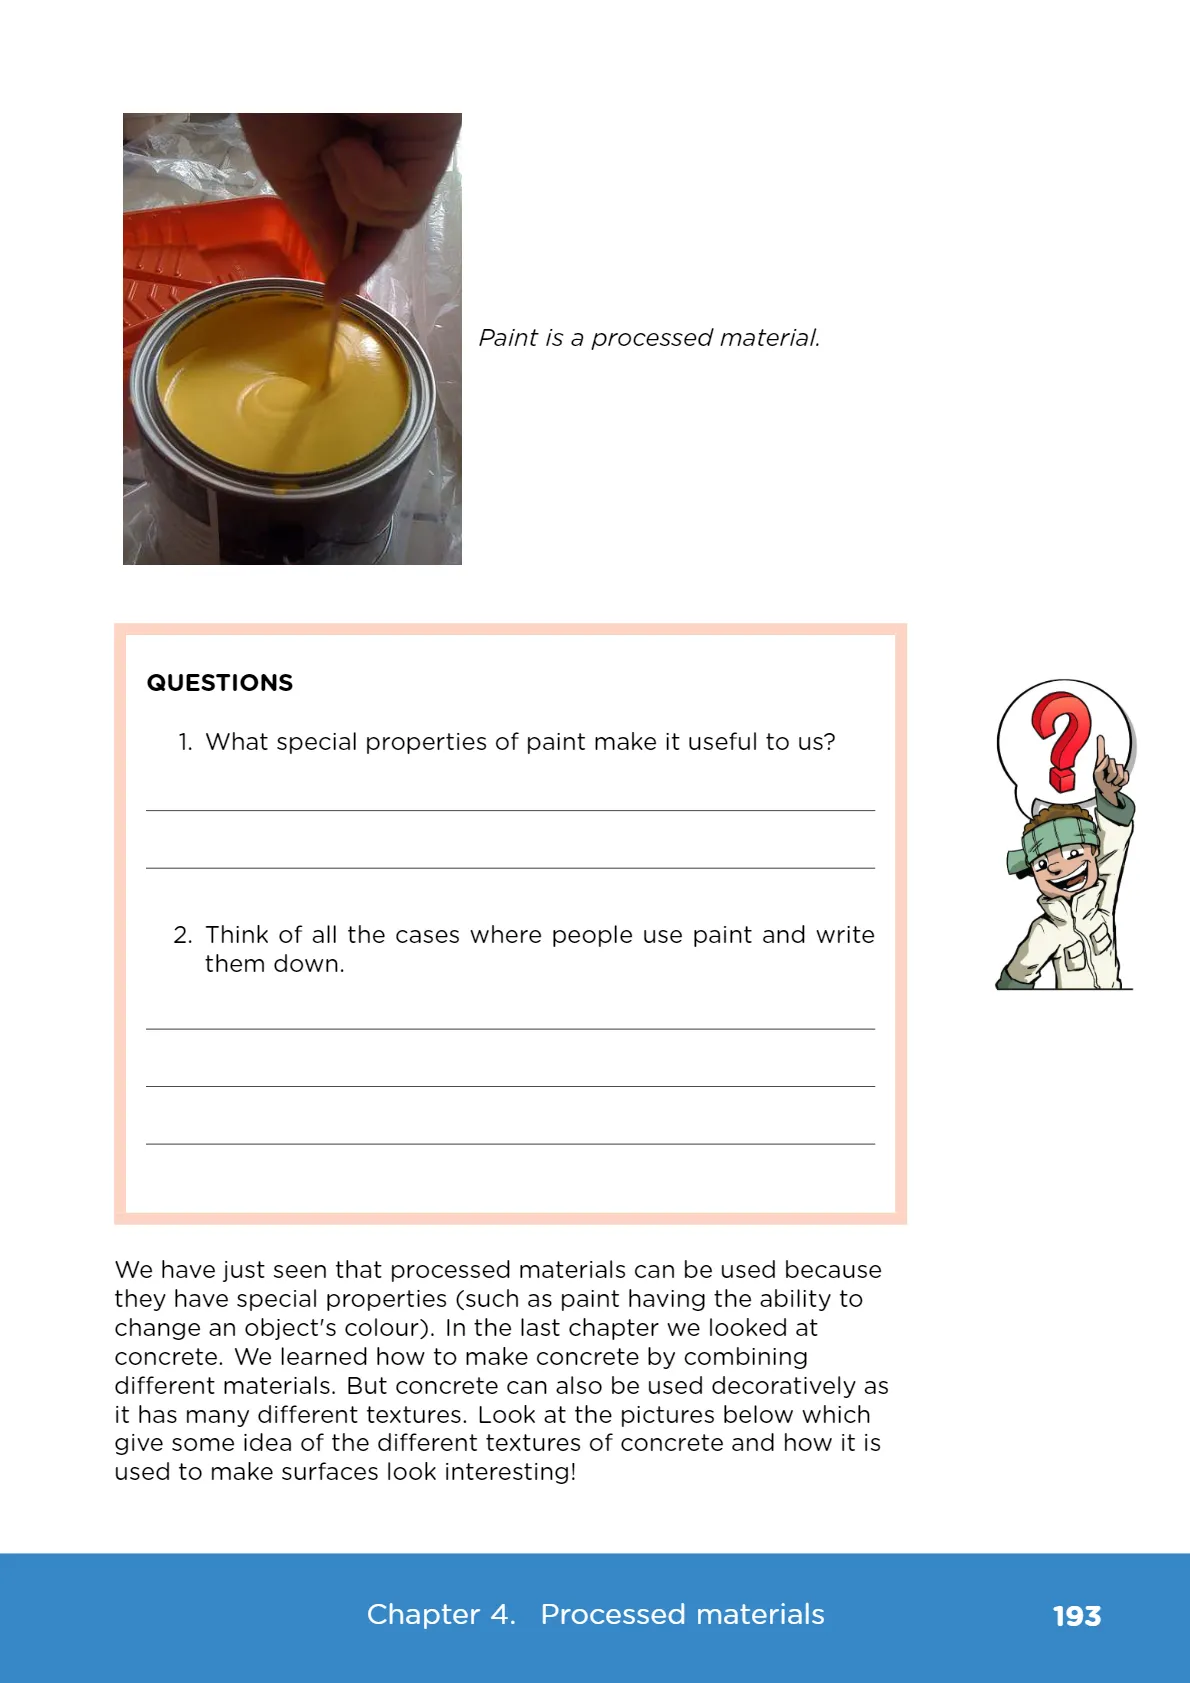 Paint is a processed material.
QUESTIONS
1. What special properties of paint make it useful to us?
2. Think of all the cases where people use paint and write
them down.
We have just seen that processed materials can be used because
they have special properties (such as paint having the ability to
change an object's colour). In the last chapter we looked at
concrete. We learned how to make concrete by combining
different materials. But concrete can also be used decoratively as
it has many different textures. Look at the pictures below which
give some idea of the different textures of concrete and how it is
used to make surfaces look interesting!
Chapter 4. Processed materials
193